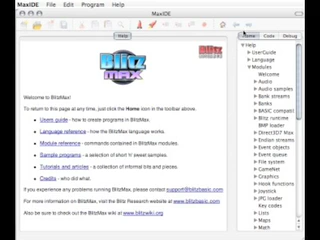 MaxIDE File Edit Program Help
MaxIDE
Help
Home Code Debug
Blitz
MAX
Blitz
Welcome to BlitzMax!
To return to this page at any time, just click the Home icon in the toolbar above.
Users guide - how to create programs in BlitzMax.
Language reference - how the BlitzMax language works.
Module reference - commands contained in BlitzMax modules.
Sample programs - a selection of short 'n' sweet samples.
Tutorials and articles - a collection of informal bits and pieces.
Credits - who did what.
If you experience any problems running BlitzMax, please contact support@blitzbasic.com
For more information on BlitzMax, visit the Blitz Research website at www.blitzbasic.com
Also be sure to check out the BlitzMax wiki at www.blitzwiki.org
Help
UserGuide
Language
Modules
Welcome
Audio
Audio samples
Bank streams
Banks
BASIC compatibi
Blitz runtime
BMP loader
Direct3D7 Max
Endian streams
Event objects
Event queue
File system
GameNet
Graphics
Hook functions
Joystick
JPG loader
Key codes
Lists
Maps
Math